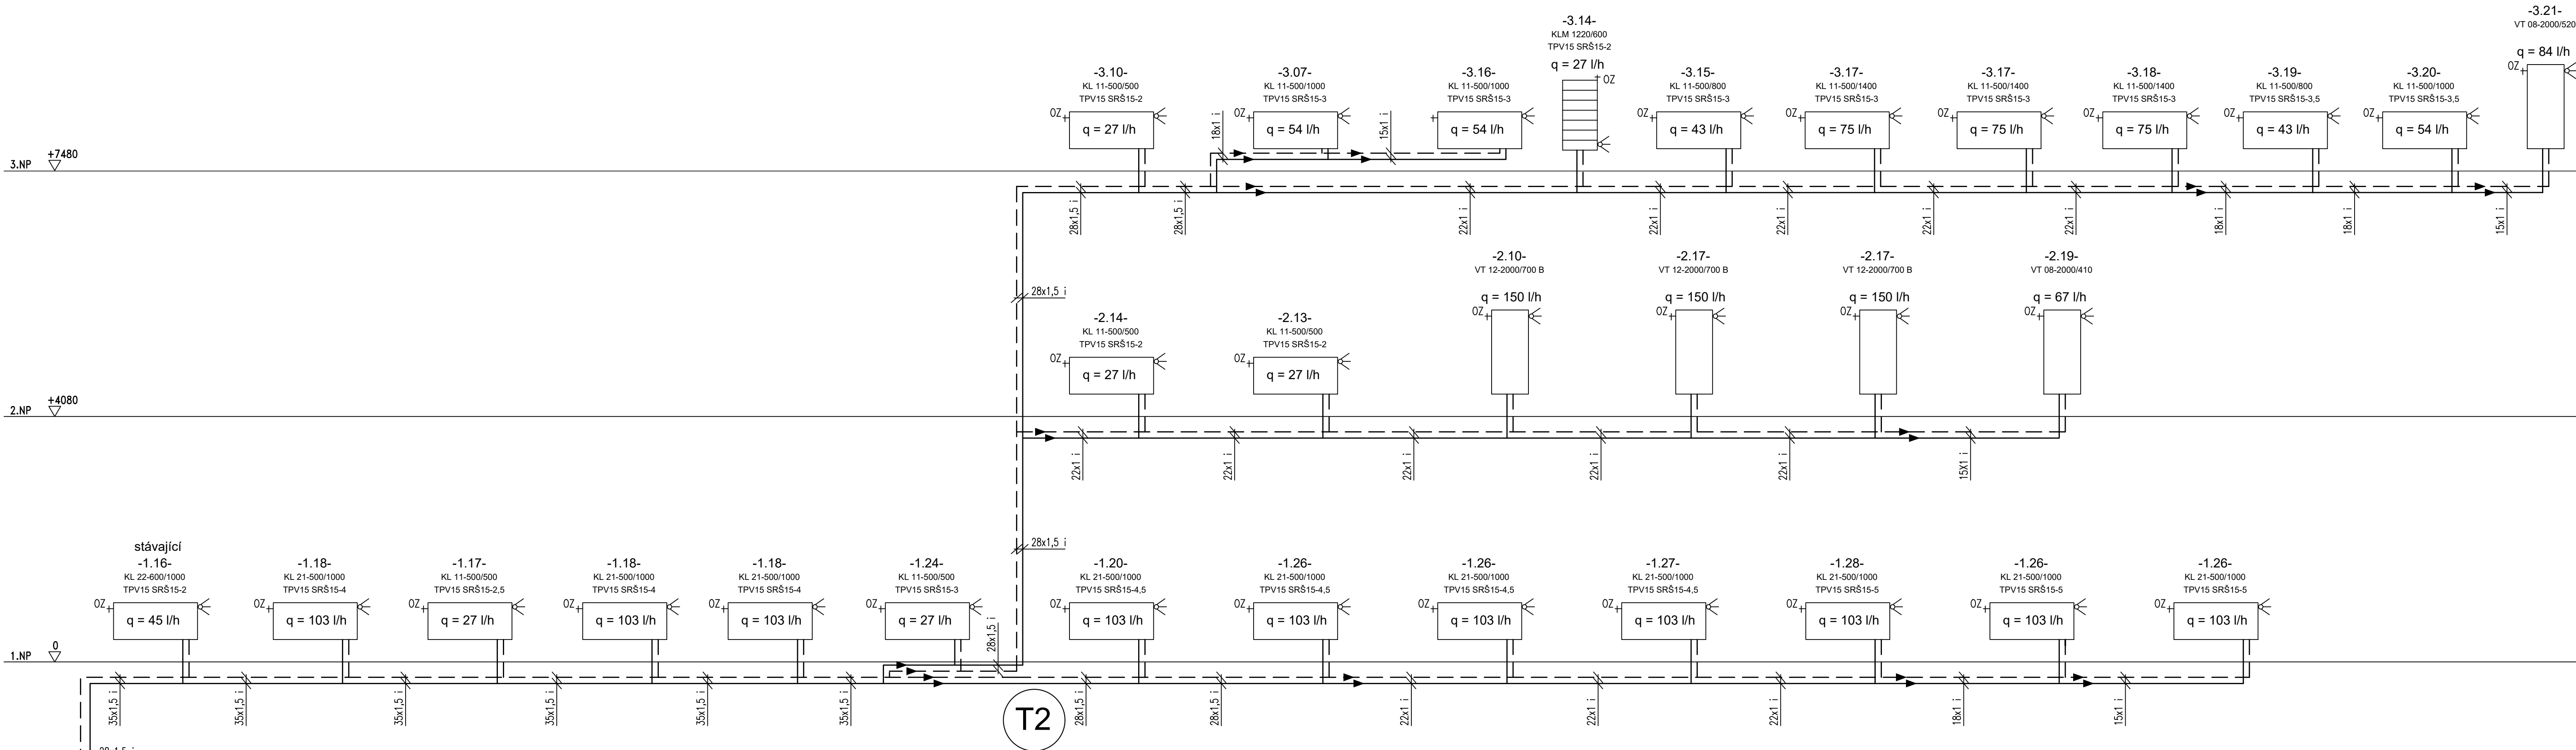 -3.10-
KL 11-500/500
TPV15 SRŠ15-2
OZ
q = 27 l/h
-3.07-
KL 11-500/1000
TPV15 SRŠ15-3
18x1 i
OZ
q = 54 l/h
-3.16-
KL 11-500/1000
TPV15 SRŠ15-3
15x1 i
q = 54 l/h
-3.14-
KLM 1220/600
TPV15 SRŠ15-2
q = 27 l/h
OZ
-3.15-
KL 11-500/800
TPV15 SRŠ15-3
OZ
q = 43 l/h
-3.17-
KL 11-500/1400
TPV15 SRŠ15-3
OZ
q = 75 l/h
-3.17-
KL 11-500/1400
TPV15 SRŠ15-3
OZ
q = 75 l/h
-3.18-
KL 11-500/1400
TPV15 SRŠ15-3
OZ
q = 75 l/h
-3.19-
KL 11-500/800
TPV15 SRŠ15-3,5
OZ
q = 43 l/h
-3.20-
KL 11-500/1000
TPV15 SRŠ15-3,5
OZ
q = 54 l/h
-3.21-
VT 08-2000/520
q = 84 l/h
OZ
3.NP
+7480
28x1,5 i
28x1,5 i
22x1 i
22x1 i
22x1 i
22x1 i
22x1 i
18x1 i
18x1 i
15x1 i
28x1,5 i
-2.14-
KL 11-500/500
TPV15 SRŠ15-2
OZ
q = 27 l/h
-2.13-
KL 11-500/500
TPV15 SRŠ15-2
OZ
q = 27 l/h
-2.10-
VT 12-2000/700 B
q = 150 l/h
OZ
-2.17-
VT 12-2000/700 B
q = 150 l/h
OZ
-2.17-
VT 12-2000/700 B
q = 150 l/h
OZ
-2.19-
VT 08-2000/410
q = 67 l/h
OZ
2.NP
+4080
22x1 i
22x1 i
22x1 i
22x1 i
22x1 i
15X1 i
28x1,5 i
stávající
-1.16-
KL 22-600/1000
TPV15 SRŠ15-2
OZ
q = 45 l/h
-1.18-
KL 21-500/1000
TPV15 SRŠ15-4
OZ
q = 103 l/h
-1.17-
KL 11-500/500
TPV15 SRŠ15-2,5
OZ
q = 27 l/h
-1.18-
KL 21-500/1000
TPV15 SRŠ15-4
OZ
q = 103 l/h
-1.18-
KL 21-500/1000
TPV15 SRŠ15-4
OZ
q = 103 l/h
-1.24-
KL 11-500/500
TPV15 SRŠ15-3
OZ
q = 27 l/h
28x1,5 i
-1.20-
KL 21-500/1000
TPV15 SRŠ15-4,5
OZ
q = 103 l/h
-1.26-
KL 21-500/1000
TPV15 SRŠ15-4,5
OZ
q = 103 l/h
-1.26-
KL 21-500/1000
TPV15 SRŠ15-4,5
OZ
q = 103 l/h
-1.27-
KL 21-500/1000
TPV15 SRŠ15-4,5
OZ
q = 103 l/h
-1.28-
KL 21-500/1000
TPV15 SRŠ15-5
OZ
q = 103 l/h
-1.26-
KL 21-500/1000
TPV15 SRŠ15-5
OZ
q = 103 l/h
-1.26-
KL 21-500/1000
TPV15 SRŠ15-5
OZ
q = 103 l/h
1.NP
0
35x1,5 i
35x1,5 i
35x1,5 i
35x1,5 i
35x1,5 i
35x1,5 i
T2
28x1,5 i
28x1,5 i
22x1 i
22x1 i
22x1 i
18x1 i
15x1 i